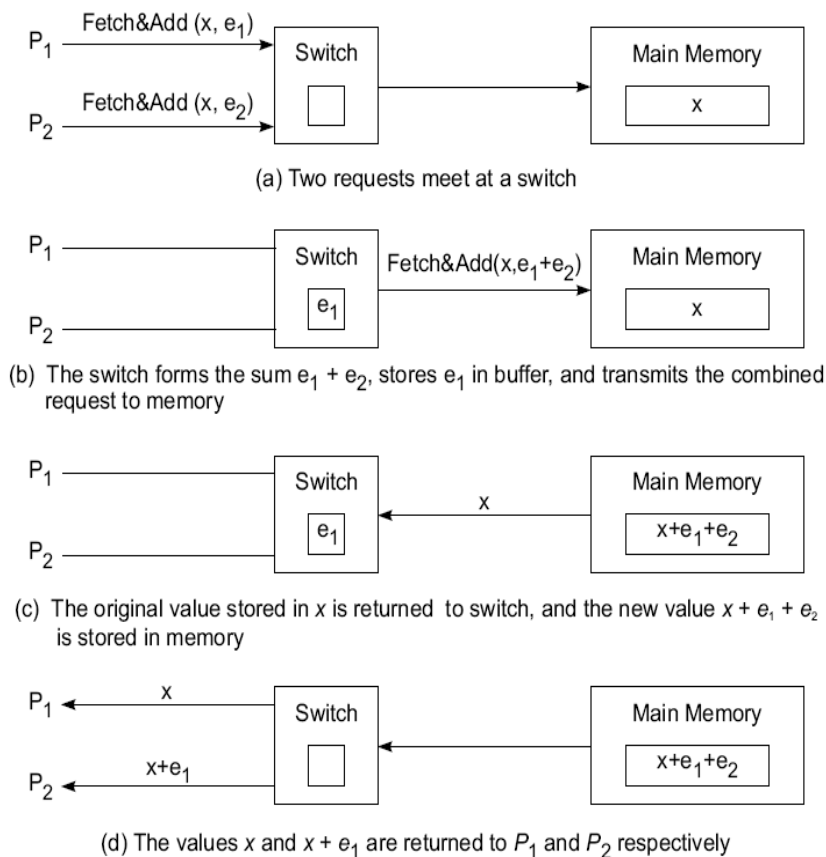 Fetch&Add (x, e₁)
P₁
Switch
Main Memory
Fetch&Add (x, e₂)
x
P₂
(a) Two requests meet at a switch
P₁
Switch
Main Memory
Fetch&Add(x,e₁+e₂)
e₁
x
P₂
(b) The switch forms the sum e₁ + e₂, stores e₁ in buffer, and transmits the combined
request to memory
P₁
Switch
Main Memory
x
e₁
x+e₁+e₂
P₂
(c) The original value stored in x is returned to switch, and the new value x + e₁ + e₂
is stored in memory
x
P₁
Switch
Main Memory
x+e₁
x+e₁+e₂
P₂
(d) The values x and x + e₁ are returned to P₁ and P₂ respectively